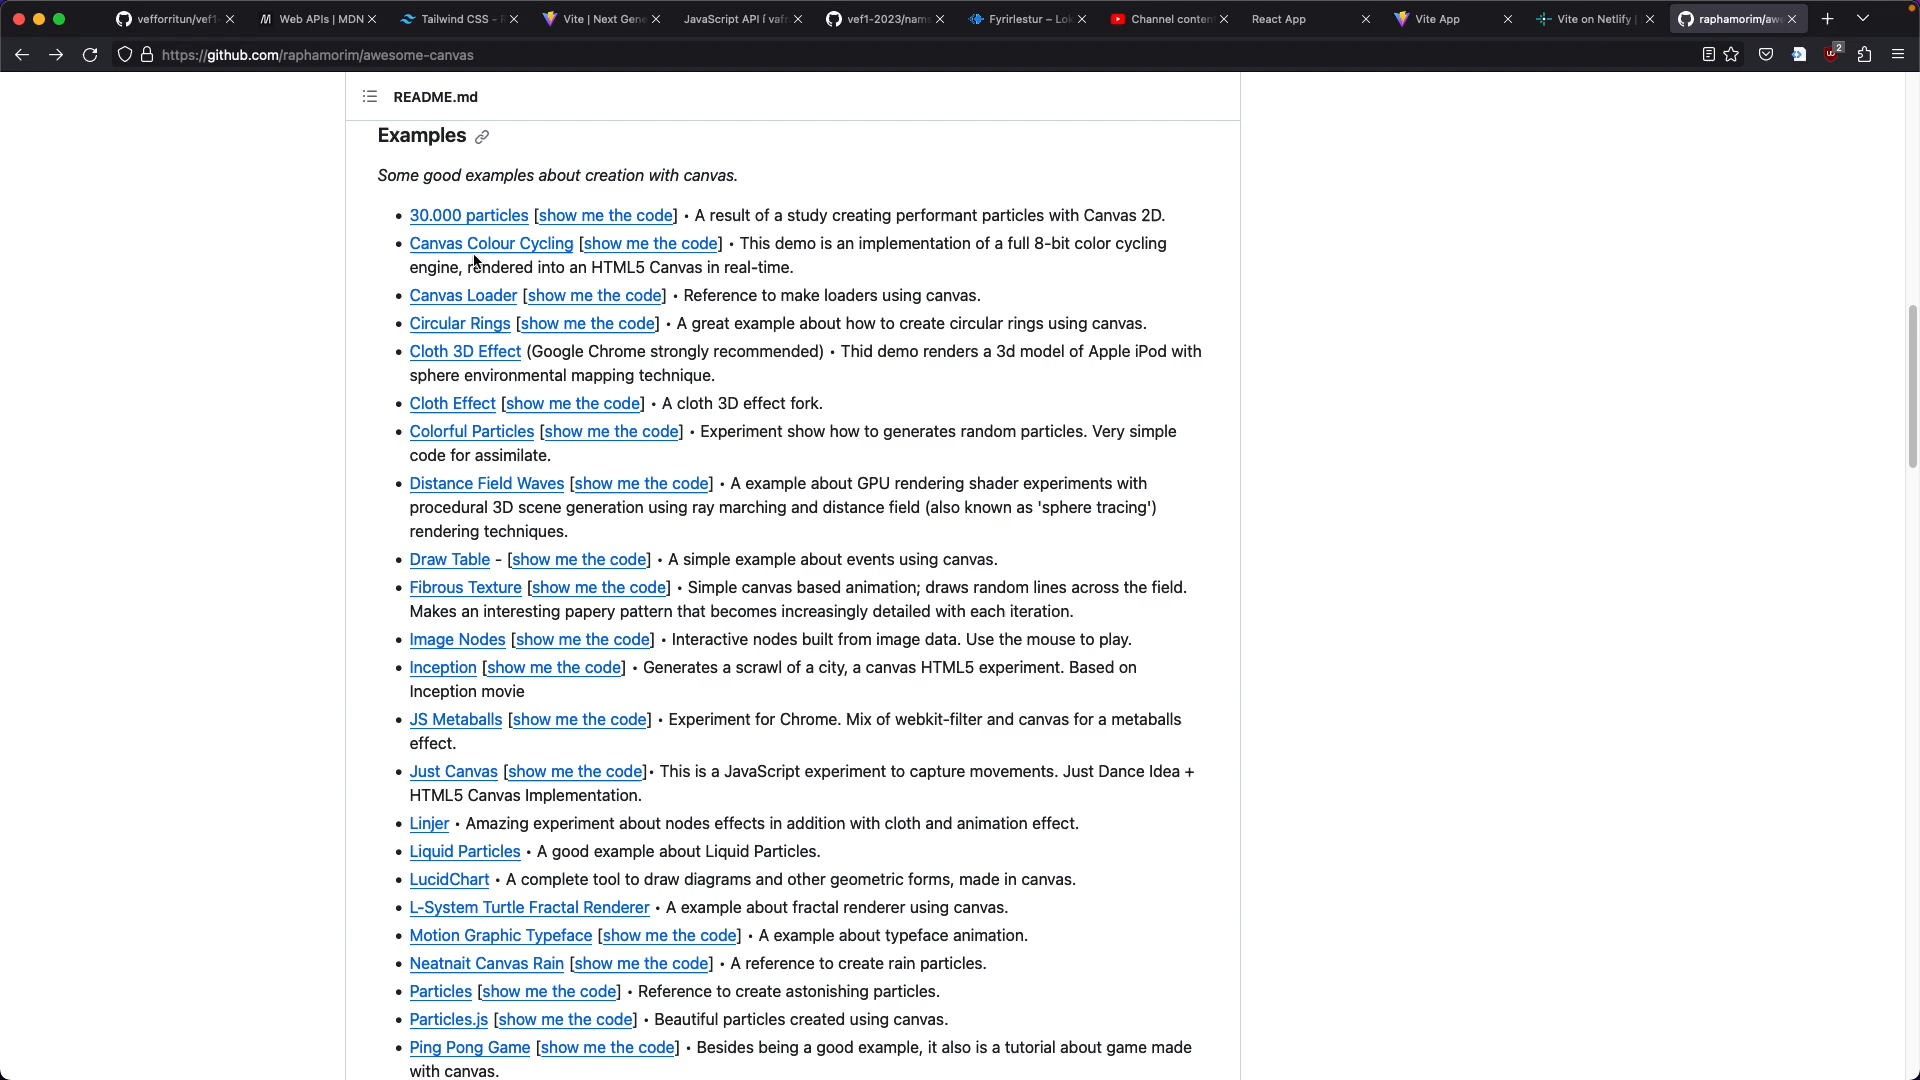 vefforritun/vef1-
Web APIs | MDN
Tailwind CSS - R
Vite | Next Gene
JavaScript API í vafr
vef1-2023/nam
Fyrirlestur – Lok
Channel content
React App
Vite App
Vite on Netlify |
raphamorim/awe
https://github.com/raphamorim/awesome-canvas
2
README.md
Examples
Some good examples about creation with canvas.
• 30.000 particles [show me the code] • A result of a study creating performant particles with Canvas 2D.
• Canvas Colour Cycling [show me the code] • This demo is an implementation of a full 8-bit color cycling
engine, rendered into an HTML5 Canvas in real-time.
• Canvas Loader [show me the code] • Reference to make loaders using canvas.
• Circular Rings [show me the code] • A great example about how to create circular rings using canvas.
• Cloth 3D Effect (Google Chrome strongly recommended) • Thid demo renders a 3d model of Apple iPod with
sphere environmental mapping technique.
• Cloth Effect [show me the code] • A cloth 3D effect fork.
• Colorful Particles [show me the code] • Experiment show how to generates random particles. Very simple
code for assimilate.
• Distance Field Waves [show me the code] • A example about GPU rendering shader experiments with
procedural 3D scene generation using ray marching and distance field (also known as 'sphere tracing')
rendering techniques.
• Draw Table - [show me the code] • A simple example about events using canvas.
• Fibrous Texture [show me the code] • Simple canvas based animation; draws random lines across the field.
Makes an interesting papery pattern that becomes increasingly detailed with each iteration.
• Image Nodes [show me the code] • Interactive nodes built from image data. Use the mouse to play.
• Inception [show me the code] • Generates a scrawl of a city, a canvas HTML5 experiment. Based on
Inception movie
• JS Metaballs [show me the code] • Experiment for Chrome. Mix of webkit-filter and canvas for a metaballs
effect.
• Just Canvas [show me the code]• This is a JavaScript experiment to capture movements. Just Dance Idea +
HTML5 Canvas Implementation.
• Linjer • Amazing experiment about nodes effects in addition with cloth and animation effect.
• Liquid Particles • A good example about Liquid Particles.
• LucidChart • A complete tool to draw diagrams and other geometric forms, made in canvas.
• L-System Turtle Fractal Renderer • A example about fractal renderer using canvas.
• Motion Graphic Typeface [show me the code] • A example about typeface animation.
• Neatnait Canvas Rain [show me the code] • A reference to create rain particles.
• Particles [show me the code] • Reference to create astonishing particles.
• Particles.js [show me the code] • Beautiful particles created using canvas.
• Ping Pong Game [show me the code] • Besides being a good example, it also is a tutorial about game made
with canvas.